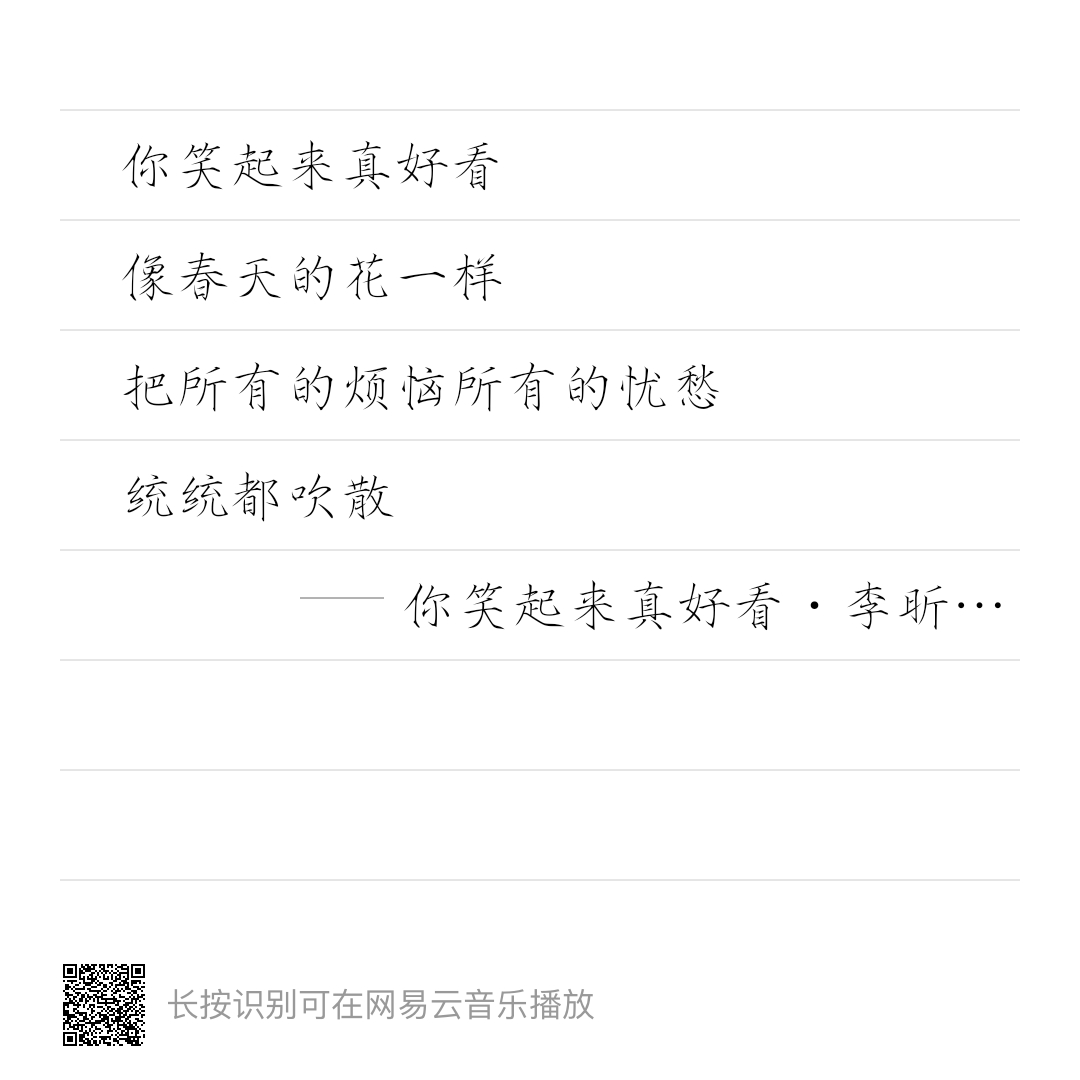 你笑起来真好看
像春天的花一样
把所有的烦恼所有的忧愁
统统都吹散
—— 你笑起来真好看·李昕…
长按识别可在网易云音乐播放